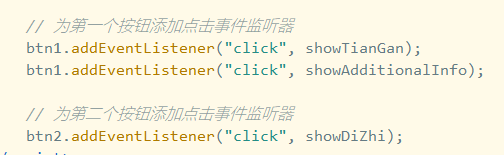 // 为第一个按钮添加点击事件监听器
btn1.addEventListener("click", showTianGan);
btn1.addEventListener("click", showAdditionalInfo);
// 为第二个按钮添加点击事件监听器
btn2.addEventListener("click", showDiZhi);